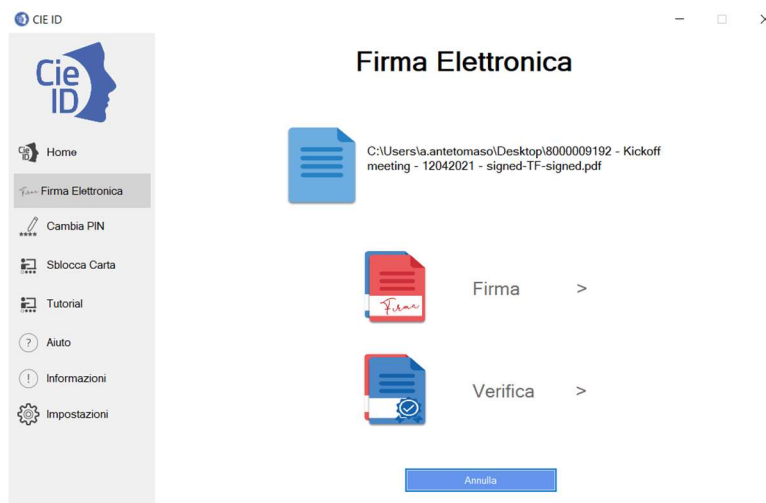 CIE ID
Cie
ID
Home
Firma Elettronica
Cambia PIN
Sblocca Carta
Tutorial
Aiuto
Informazioni
Impostazioni
Firma Elettronica
C:\Users\a.antetomaso\Desktop\8000009192 - Kickoff
meeting - 12042021 - signed-TF-signed.pdf
Firma
Firma >
Verifica >
Annulla